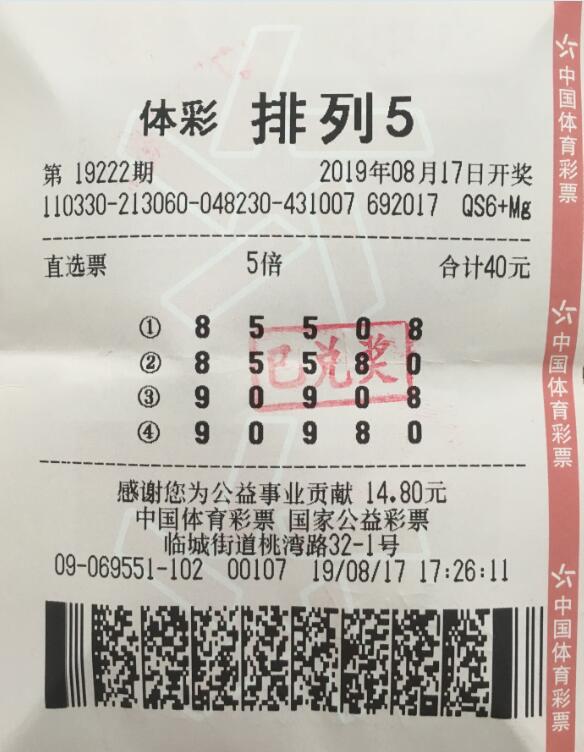 体彩 排列5
第 19222期 2019年08月17日开奖
110330-213060-048230-431007 692017 QS6+Mg
直选票 5倍 合计40元
① 8 5 5 0 8
② 8 5 5 8 0
③ 9 0 9 0 8
④ 9 0 9 8 0
已兑奖
感谢您为公益事业贡献 14.80元
中国体育彩票 国家公益彩票
临城街道桃湾路32-1号
09-069551-102 00107 19/08/17 17:26:11
中国体育彩票
中国体育彩票
中国体育彩票